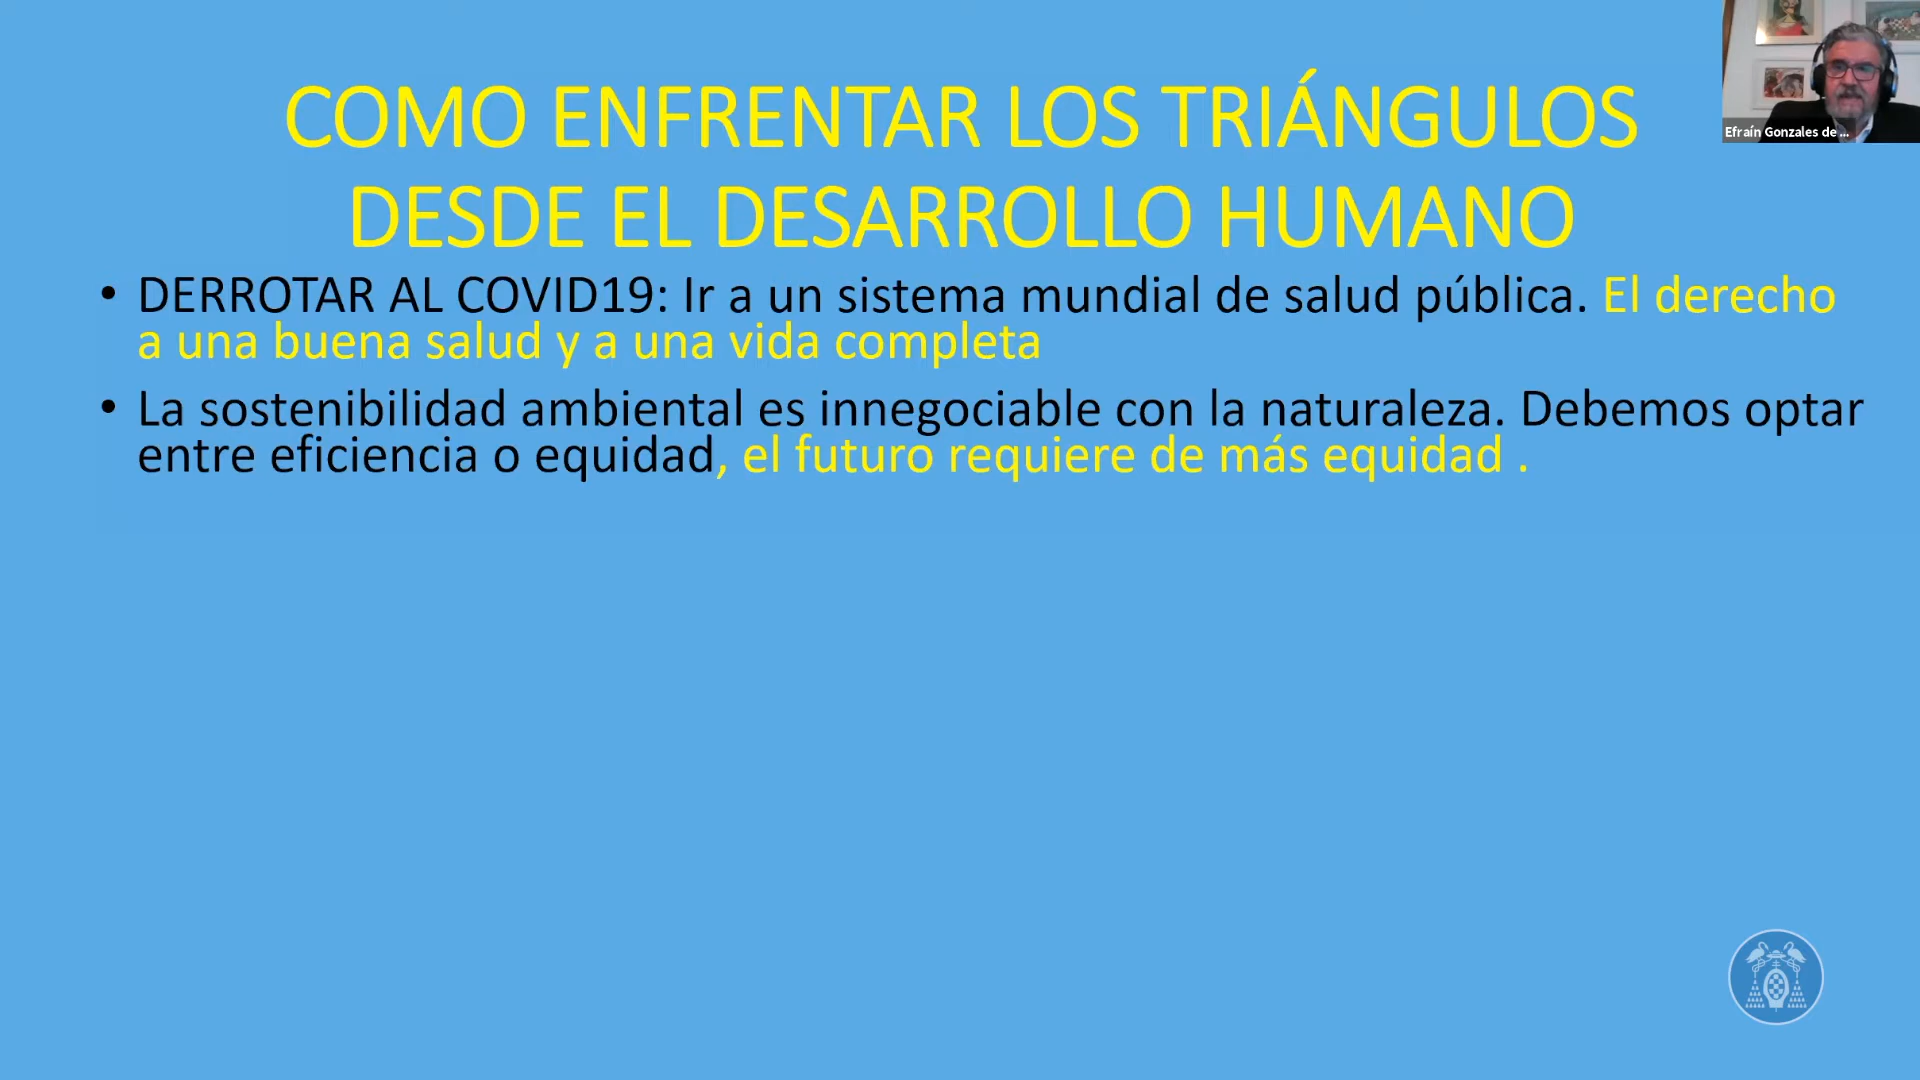 COMO ENFRENTAR LOS TRIÁNGULOS
DESDE EL DESARROLLO HUMANO
• DERROTAR AL COVID19: Ir a un sistema mundial de salud pública. El derecho
a una buena salud y a una vida completa
• La sostenibilidad ambiental es innegociable con la naturaleza. Debemos optar
entre eficiencia o equidad, el futuro requiere de más equidad .
Efraín Gonzales de ...